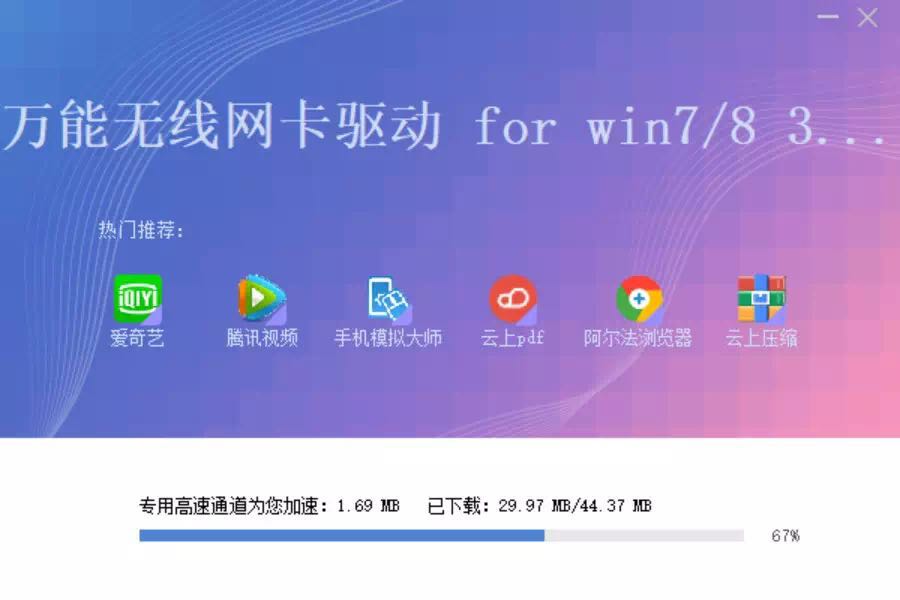 万能无线网卡驱动 for win7/8 3...
热门推荐:
iQIYI
爱奇艺 腾讯视频 手机模拟大师 云上pdf 阿尔法浏览器 云上压缩
专用高速通道为您加速: 1.69 MB 已下载: 29.97 MB/44.37 MB
67%